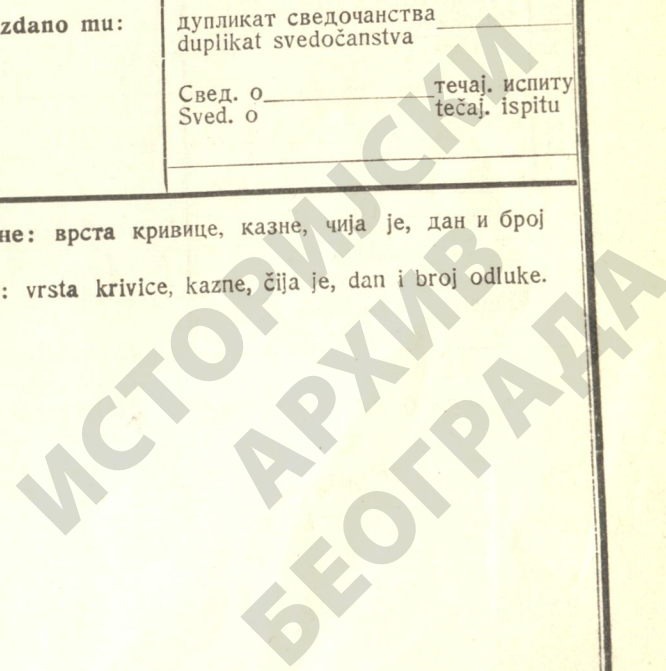 zdano mu:
дупликат сведочанства
duplikat svedočanstva
Свед. о течај. испиту
Sved. o tečaj. ispitu
не: врста кривице, казне, чија је, дан и број
: vrsta krivice, kazne, čija je, dan i broj odluke.
ИСТОРИЈСКИ
АРХИВ
БЕОГРАДА